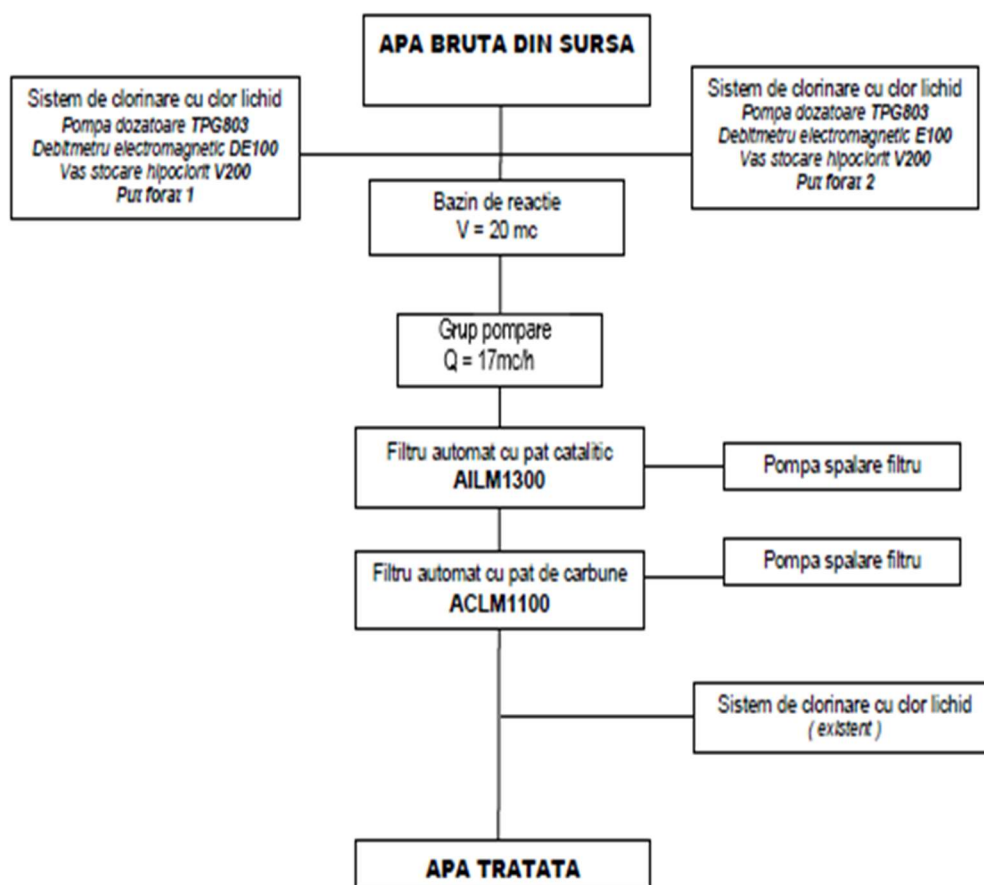 APA BRUTA DIN SURSA
Sistem de clorinare cu clor lichid
Pompa dozatoare TPG803
Debitmetru electromagnetic DE100
Vas stocare hipoclorit V200
Put forat 1
Sistem de clorinare cu clor lichid
Pompa dozatoare TPG803
Debitmetru electromagnetic E100
Vas stocare hipoclorit V200
Put forat 2
Bazin de reactie
V = 20 mc
Grup pompare
Q = 17mc/h
Filtru automat cu pat catalitic
AILM1300
Pompa spalare filtru
Filtru automat cu pat de carbune
ACLM1100
Pompa spalare filtru
Sistem de clorinare cu clor lichid
( existent )
APA TRATATA